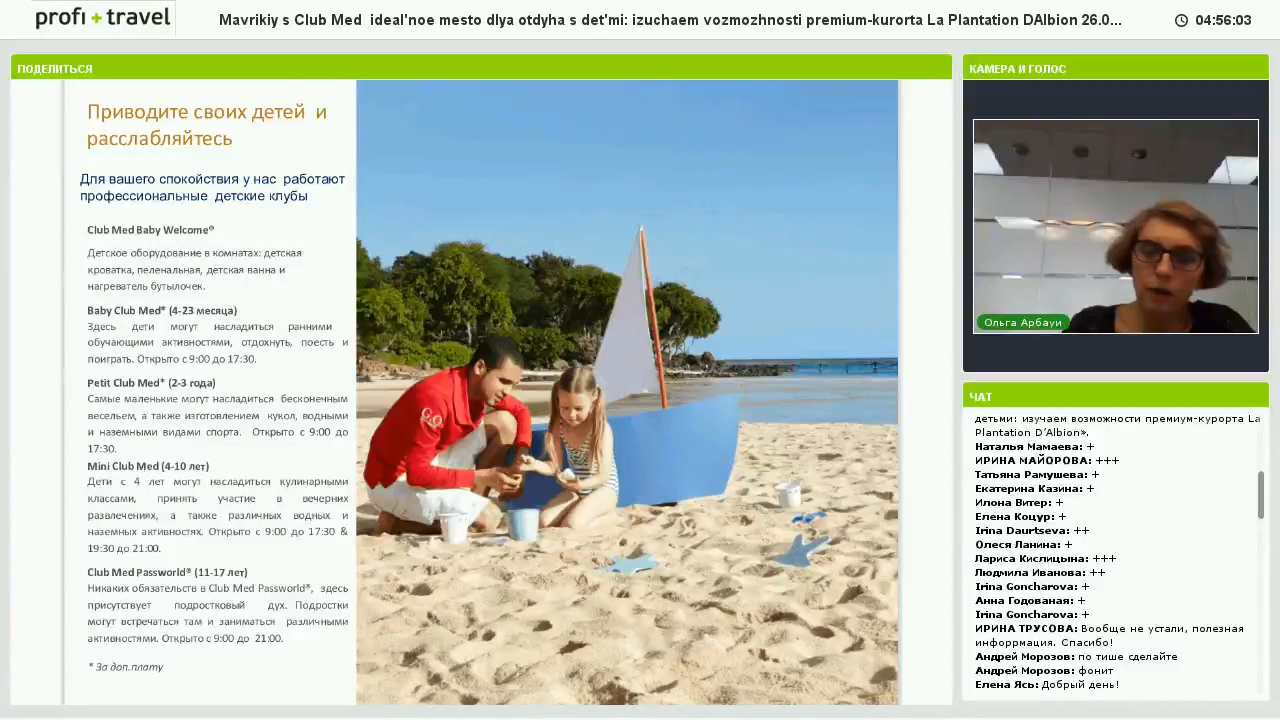 profi + travel
Mavrikiy s Club Med ideal'noe mesto dlya otdyha s det'mi: izuchaem vozmozhnosti premium-kurorta La Plantation DAlbion 26.0...
04:56:03
ПОДЕЛИТЬСЯ
Приводите своих детей и
расслабляйтесь
Для вашего спокойствия у нас работают
профессиональные детские клубы
Club Med Baby Welcome®
Детское оборудование в комнатах: детская
кроватка, пеленальная, детская ванна и
нагреватель бутылочек.
Baby Club Med* (4-23 месяца)
Здесь дети могут насладиться ранними
обучающими активностями, отдохнуть, поесть и
поиграть. Открыто с 9:00 до 17:30.
Petit Club Med* (2-3 года)
Самые маленькие могут насладиться бесконечным
весельем, а также изготовлением кукол, водными
и наземными видами спорта. Открыто с 9:00 до
17:30.
Mini Club Med (4-10 лет)
Дети с 4 лет могут насладиться кулинарными
классами, принять участие в вечерних
развлечениях, а также различных водных и
наземных активностях. Открыто с 9:00 до 17:30 &
19:30 до 21:00.
Club Med Passworld® (11-17 лет)
Никаких обязательств в Club Med Passworld®, здесь
присутствует подростковый дух. Подростки
могут встречаться там и заниматься различными
активностями. Открыто с 9:00 до 21:00.
* За доп.плату
G.O
КАМЕРА И ГОЛОС
Ольга Арбауи
ЧАТ
детьми: изучаем возможности премиум-курорта La
Plantation D'Albion».
Наталья Мамаева: +
ИРИНА МАЙОРОВА: +++
Татьяна Рамушева: +
Екатерина Казина: +
Илона Витер: +
Елена Коцур: +
Irina Daurtseva: ++
Олеся Ланина: +
Лариса Кислицына: +++
Людмила Иванова: ++
Irina Goncharova: +
Анна Годованая: +
Irina Goncharova: +
ИРИНА ТРУСОВА: Вообще не устали, полезная
инфоррмация. Спасибо!
Андрей Морозов: по тише сделайте
Андрей Морозов: фонит
Елена Ясь: Добрый день!